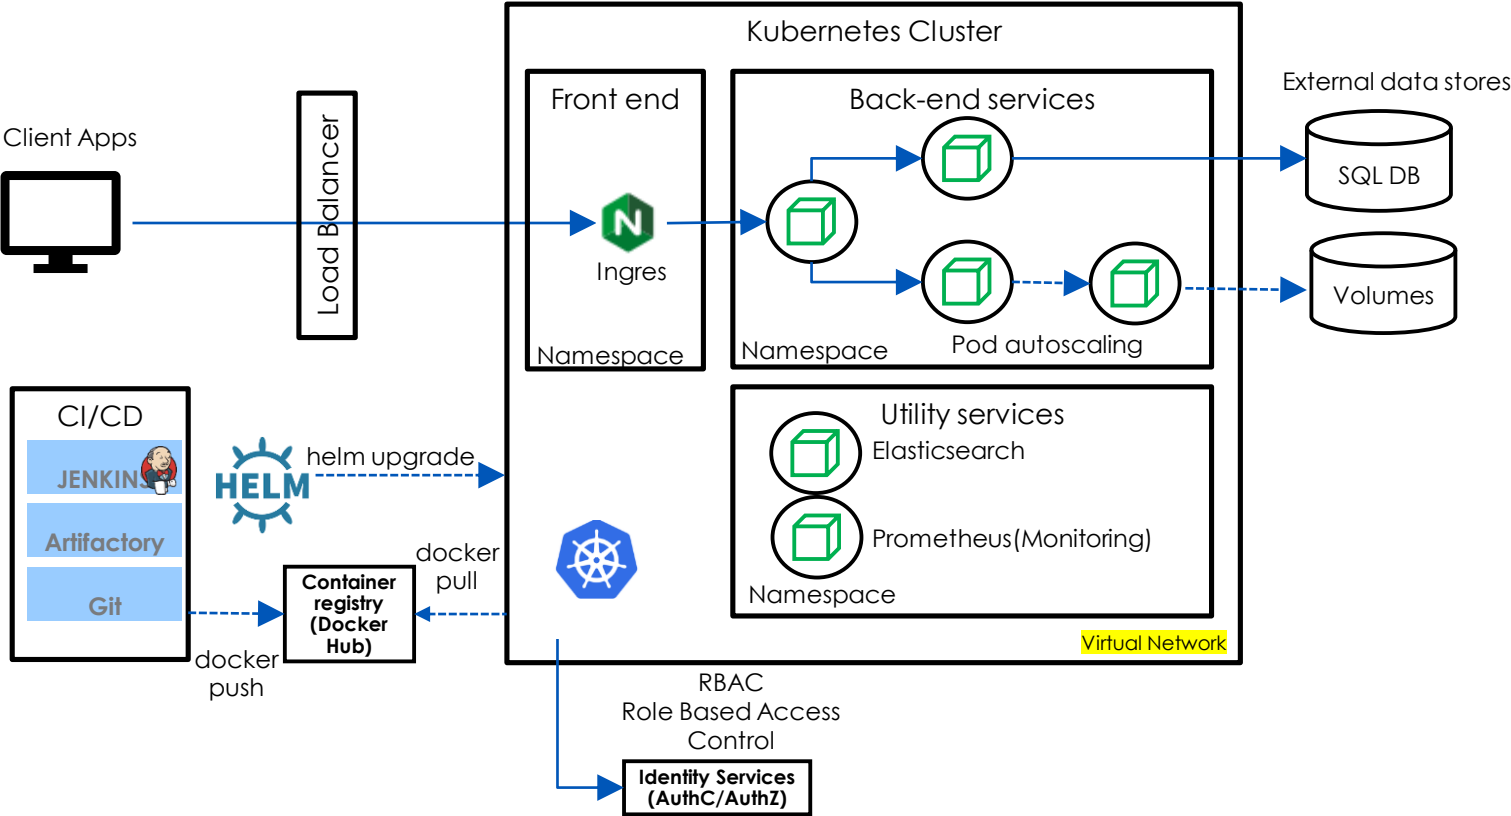 Kubernetes Cluster
Client Apps
Load Balancer
Front end
N
Ingres
Namespace
Back-end services
Namespace
Pod autoscaling
External data stores
SQL DB
Volumes
CI/CD
JENKINS
Artifactory
Git
HELM
helm upgrade
docker
pull
Container
registry
(Docker
Hub)
docker
push
Utility services
Elasticsearch
Prometheus(Monitoring)
Namespace
Virtual Network
RBAC
Role Based Access
Control
Identity Services
(AuthC/AuthZ)